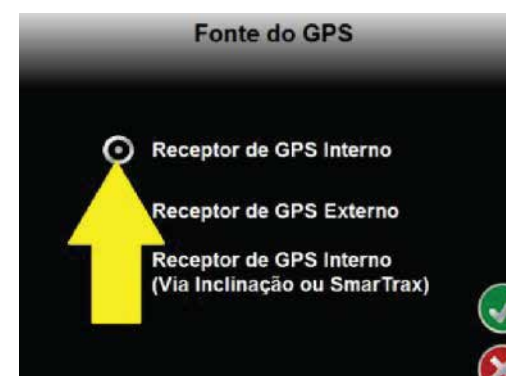 Fonte do GPS
Receptor de GPS Interno
Receptor de GPS Externo
Receptor de GPS Interno
(Via Inclinação ou SmarTrax)